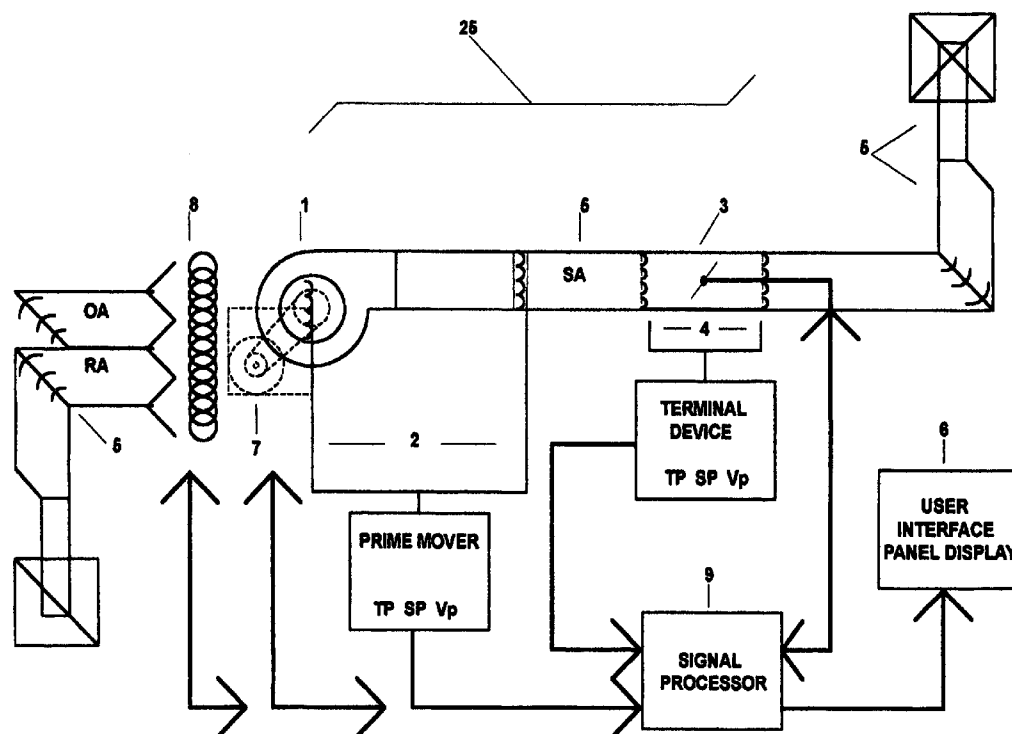 25
5
8
1
5
3
SA
OA
RA
4
5
7
2
TERMINAL
DEVICE
TP SP Vp
6
USER
INTERFACE
PANEL DISPLAY
PRIME MOVER
TP SP Vp
9
SIGNAL
PROCESSOR